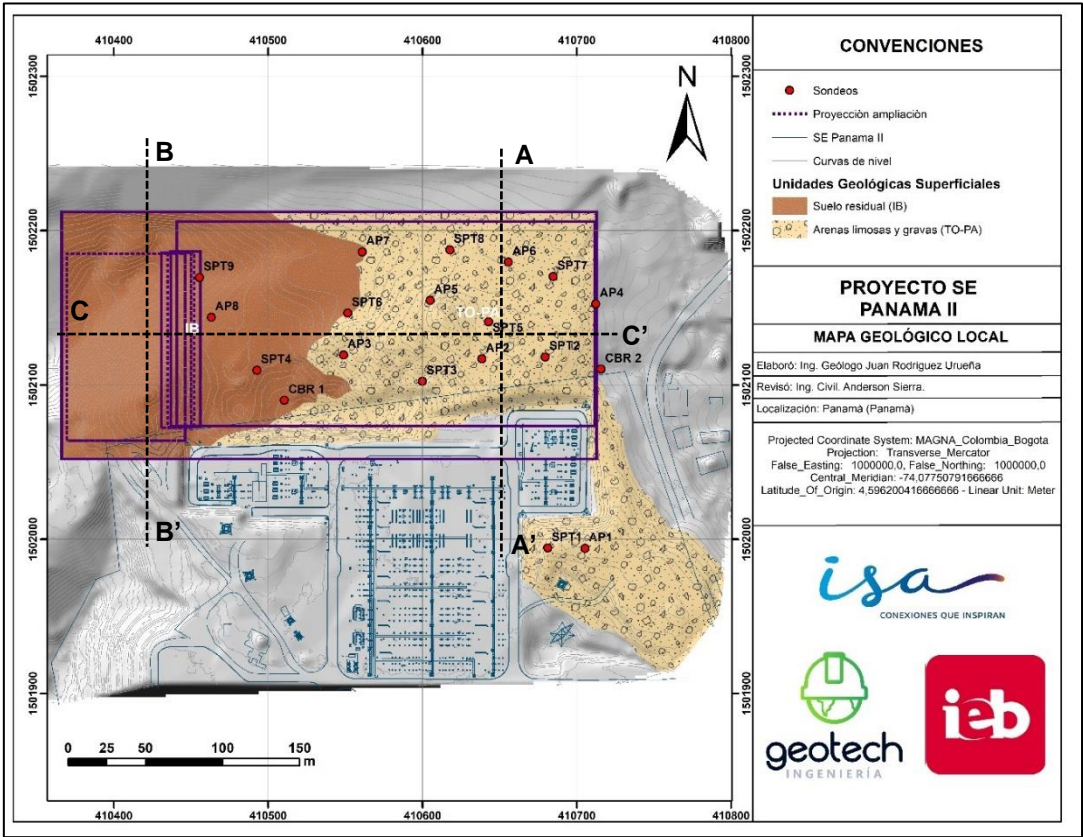 410400
410500
410600
410700
410800
1502300
1502300
N
B
A
1502200
1502200
AP7
SPT8
AP6
SPT7
SPT9
AP5
AP4
C
AP8
SPT6
TO-PA
IB
SPT5
C’
AP3
AP2
SPT2
SPT4
SPT3
CBR 2
1502100
1502100
CBR 1
B’
A’
1502000
1502000
SPT1
AP1
1501900
1501900
0
25
50
100
150
m
410400
410500
410600
410700
410800
CONVENCIONES
Sondeos
Proyección ampliación
SE Panama II
Curvas de nivel
Unidades Geológicas Superficiales
Suelo residual (IB)
Arenas limosas y gravas (TO-PA)
PROYECTO SE
PANAMA II
MAPA GEOLÓGICO LOCAL
Elaboró: Ing. Geólogo Juan Rodriguez Urueña
Revisó: Ing. Civil. Anderson Sierra.
Localización: Panamá (Panamá)
Projected Coordinate System: MAGNA_Colombia_Bogota
Projection: Transverse_Mercator
False_Easting: 1000000,0, False_Northing: 1000000,0
Central_Meridian: -74,07750791666666
Latitude_Of_Origin: 4,596200416666666 - Linear Unit: Meter
isa
CONEXIONES QUE INSPIRAN
geotech
INGENIERÍA
ieb